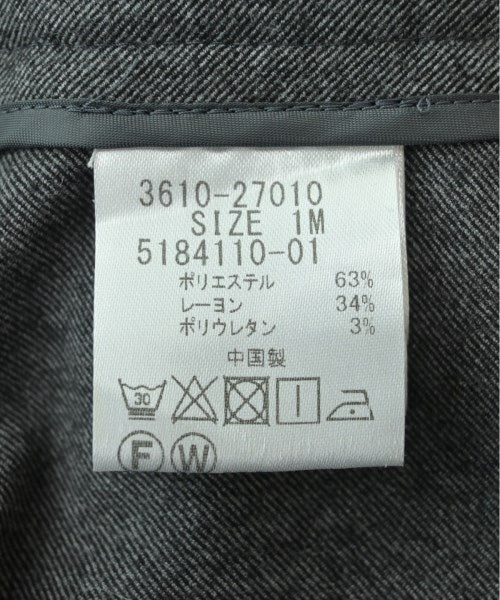 3610-27010
SIZE 1M
5184110-01
ポリエステル 63%
レーヨン 34%
ポリウレタン 3%
中国製
30
F W